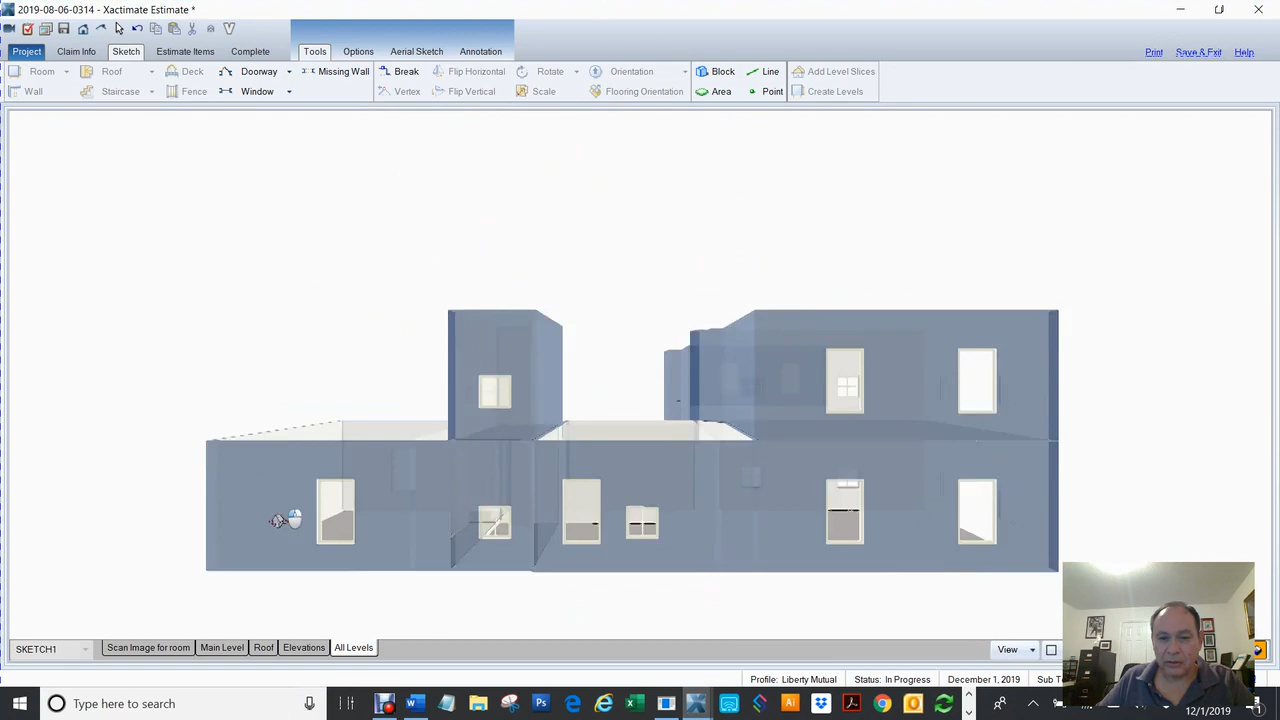 2019-08-06-0314 - Xactimate Estimate *
Project Claim Info Sketch Estimate Items Complete Tools Options Aerial Sketch Annotation Print Save & Exit Help
Room Roof Deck Doorway Missing Wall Break Flip Horizontal Rotate Orientation Block Line Add Level Slices
Wall Staircase Fence Window Vertex Flip Vertical Scale Flooring Orientation Area Point Create Levels
SKETCH1 Scan Image for room Main Level Roof Elevations All Levels View
Profile: Liberty Mutual Status: In Progress December 1, 2019 Sub T
Type here to search
12/1/2019